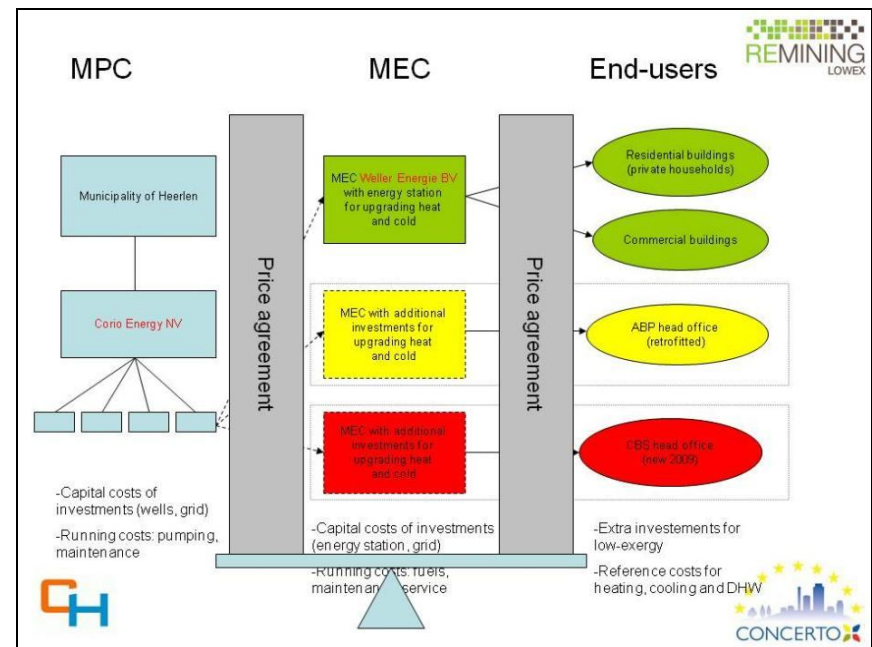 MPC
MEC
End-users
REMINING
LOWEX
Municipality of Heerlen
Corio Energy NV
-Capital costs of
investments (wells, grid)
-Running costs: pumping,
maintenance
Price agreement
MEC Weller Energie BV
with energy station
for upgrading heat
and cold
MEC with additional
investments for
upgrading heat
and cold
MEC with additional
investments for
upgrading heat
and cold
-Capital costs of investments
(energy station, grid)
-Running costs: fuels,
maintenance service
Price agreement
Residential buildings
(private households)
Commercial buildings
ABP head office
(retrofitted)
CBS head office
(new 2009)
-Extra investements for
low-exergy
-Reference costs for
heating, cooling and DHW
CH
CONCERTO